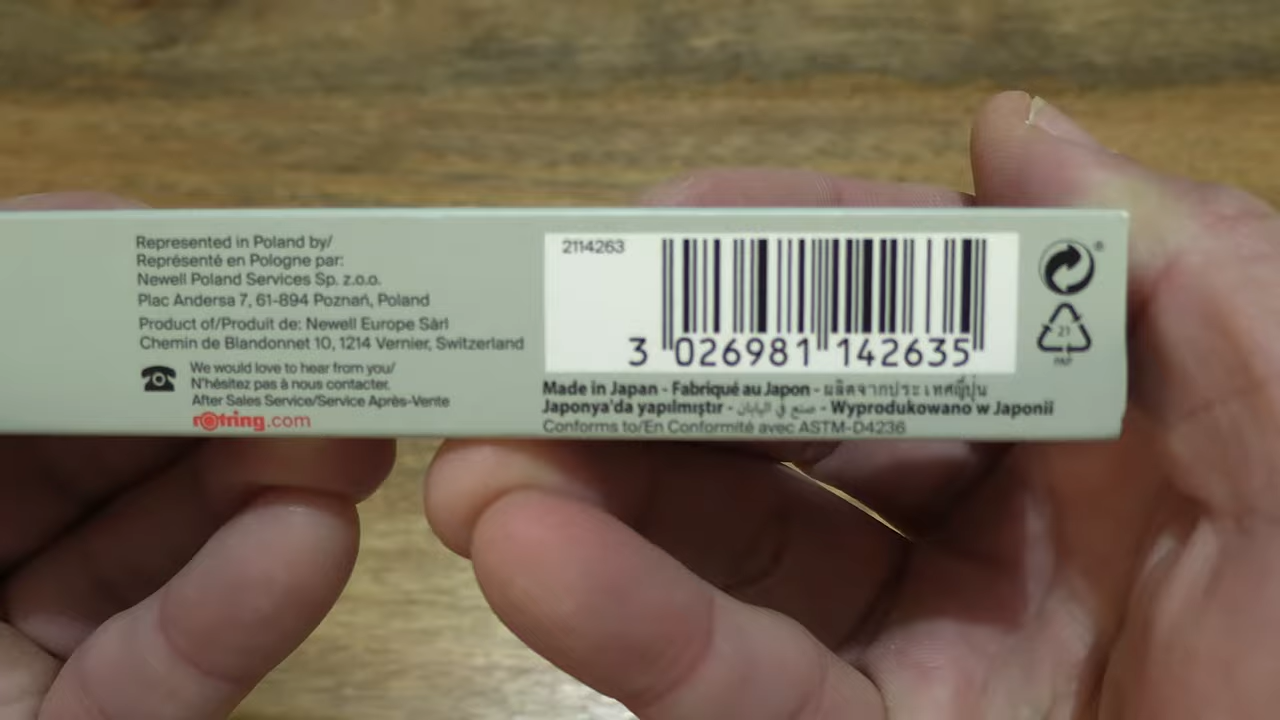 Represented in Poland by/
Représenté en Pologne par:
Newell Poland Services Sp. z.o.o.
Plac Andersa 7, 61-894 Poznań, Poland
Product of/Produit de: Newell Europe Sàrl
Chemin de Blandonnet 10, 1214 Vernier, Switzerland
We would love to hear from you/
N'hésitez pas à nous contacter.
After Sales Service/Service Après-Vente
rotring.com
2114263
3 026981 142635
Made in Japan - Fabriqué au Japon - ผลิตจากประเทศญี่ปุ่น
Japonya'da yapılmıştır - صنع في اليابان - Wyprodukowano w Japonii
Conforms to/En Conformité avec ASTM-D4236
®
21
PAP